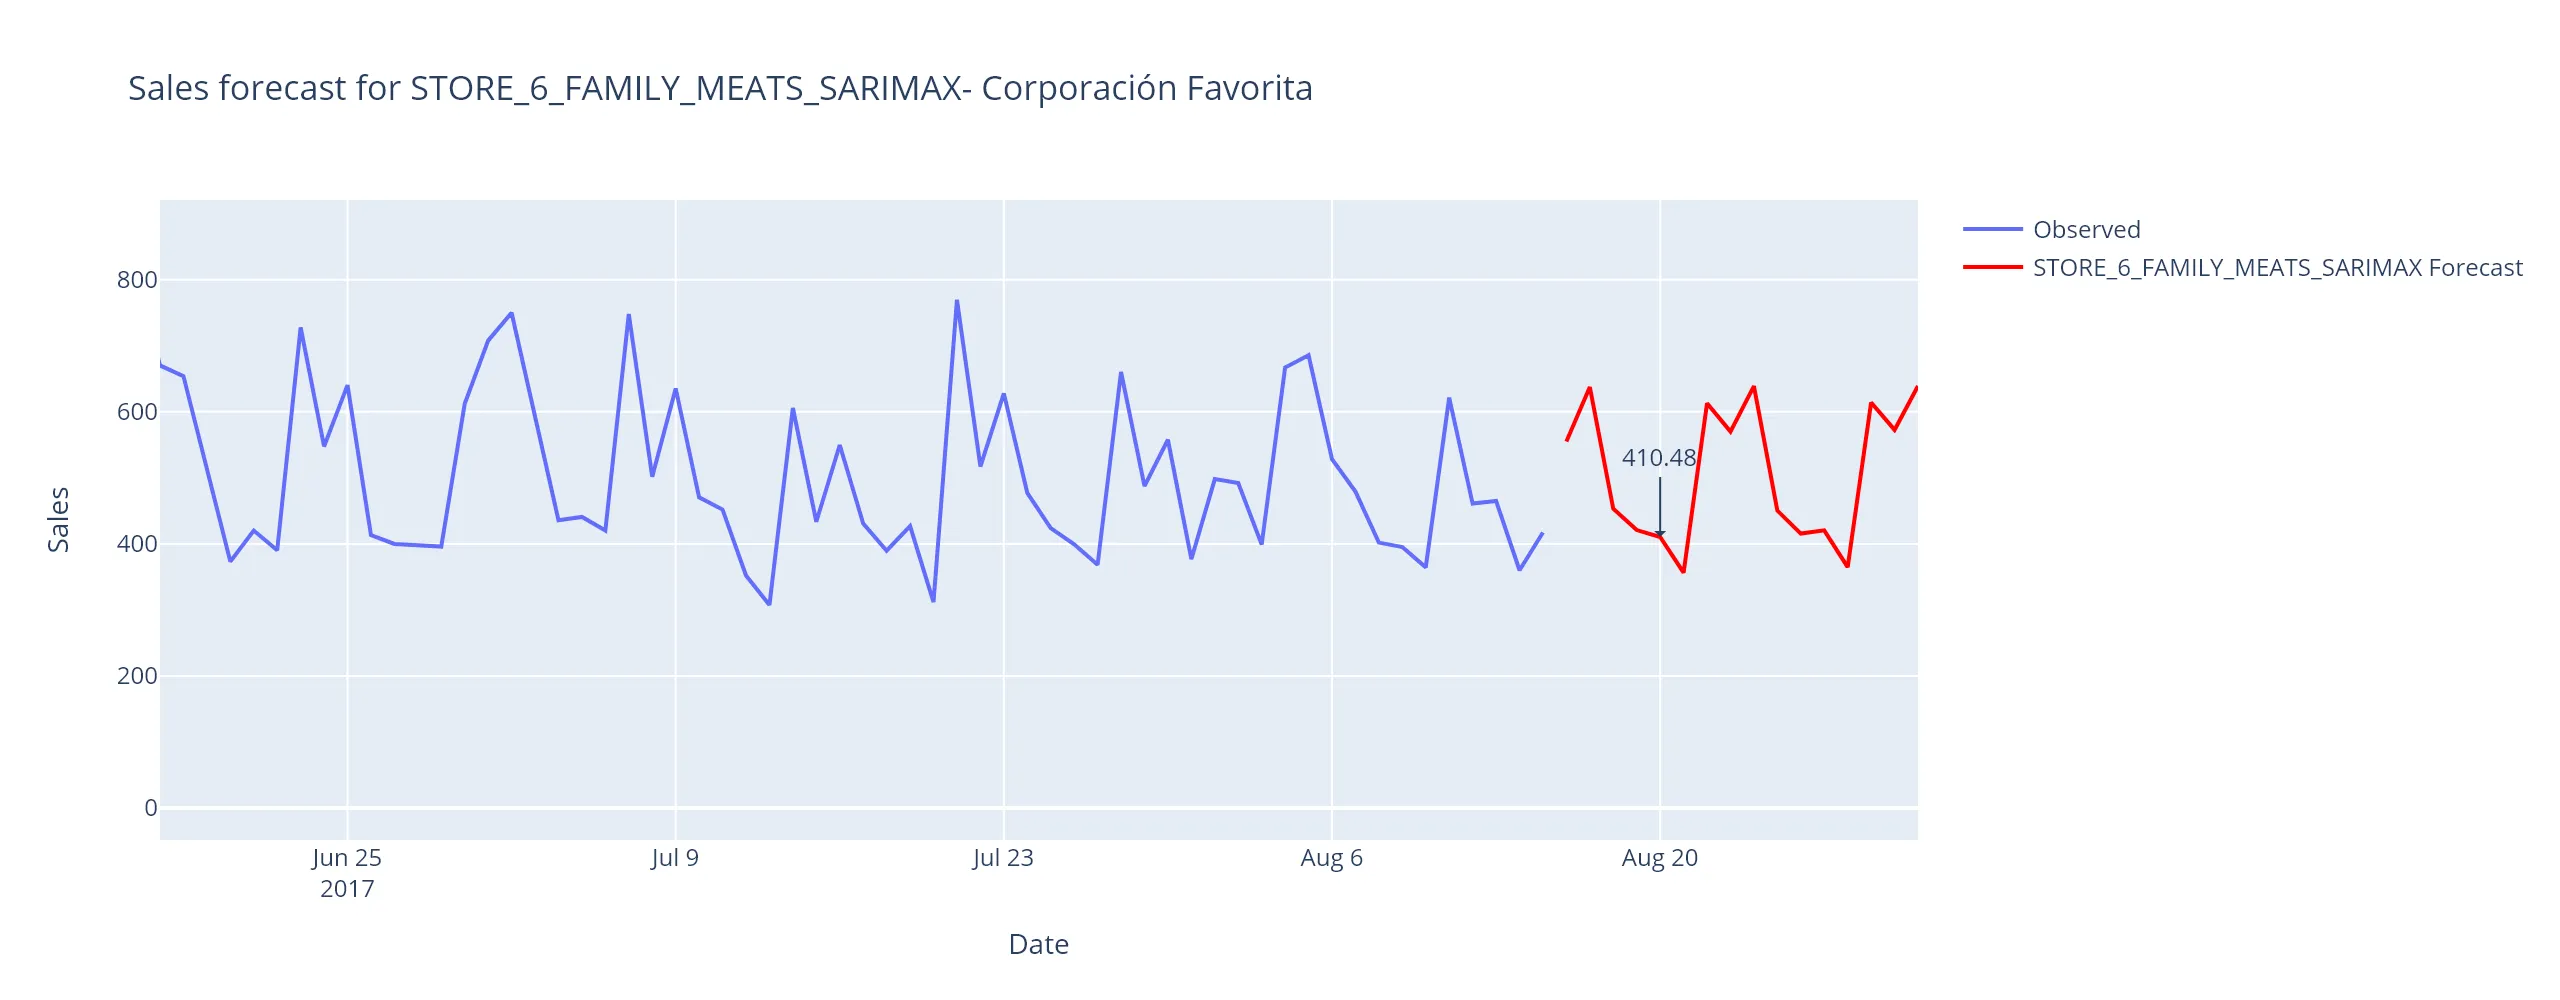 Sales forecast for STORE_6_FAMILY_MEATS_SARIMAX- Corporación Favorita
Observed
STORE_6_FAMILY_MEATS_SARIMAX Forecast
800
600
400
200
0
Sales
410.48
Jun 25
2017
Jul 9
Jul 23
Aug 6
Aug 20
Date